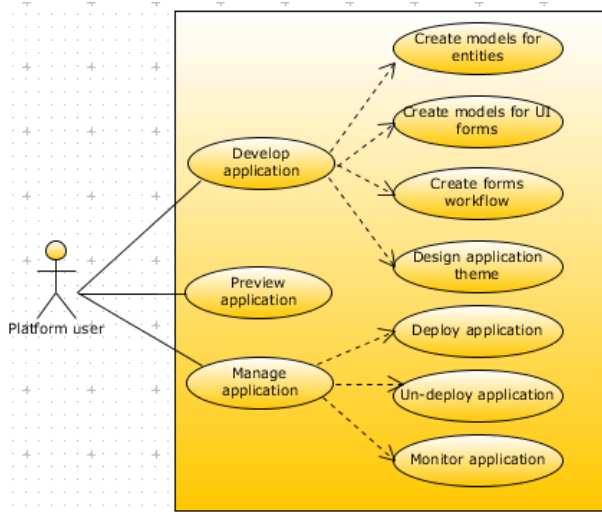 Create models for
entities
Create models for UI
forms
Develop
application
Create forms
workflow
Design application
theme
Preview
application
Platform user
Deploy application
Manage
application
Un-deploy application
Monitor application